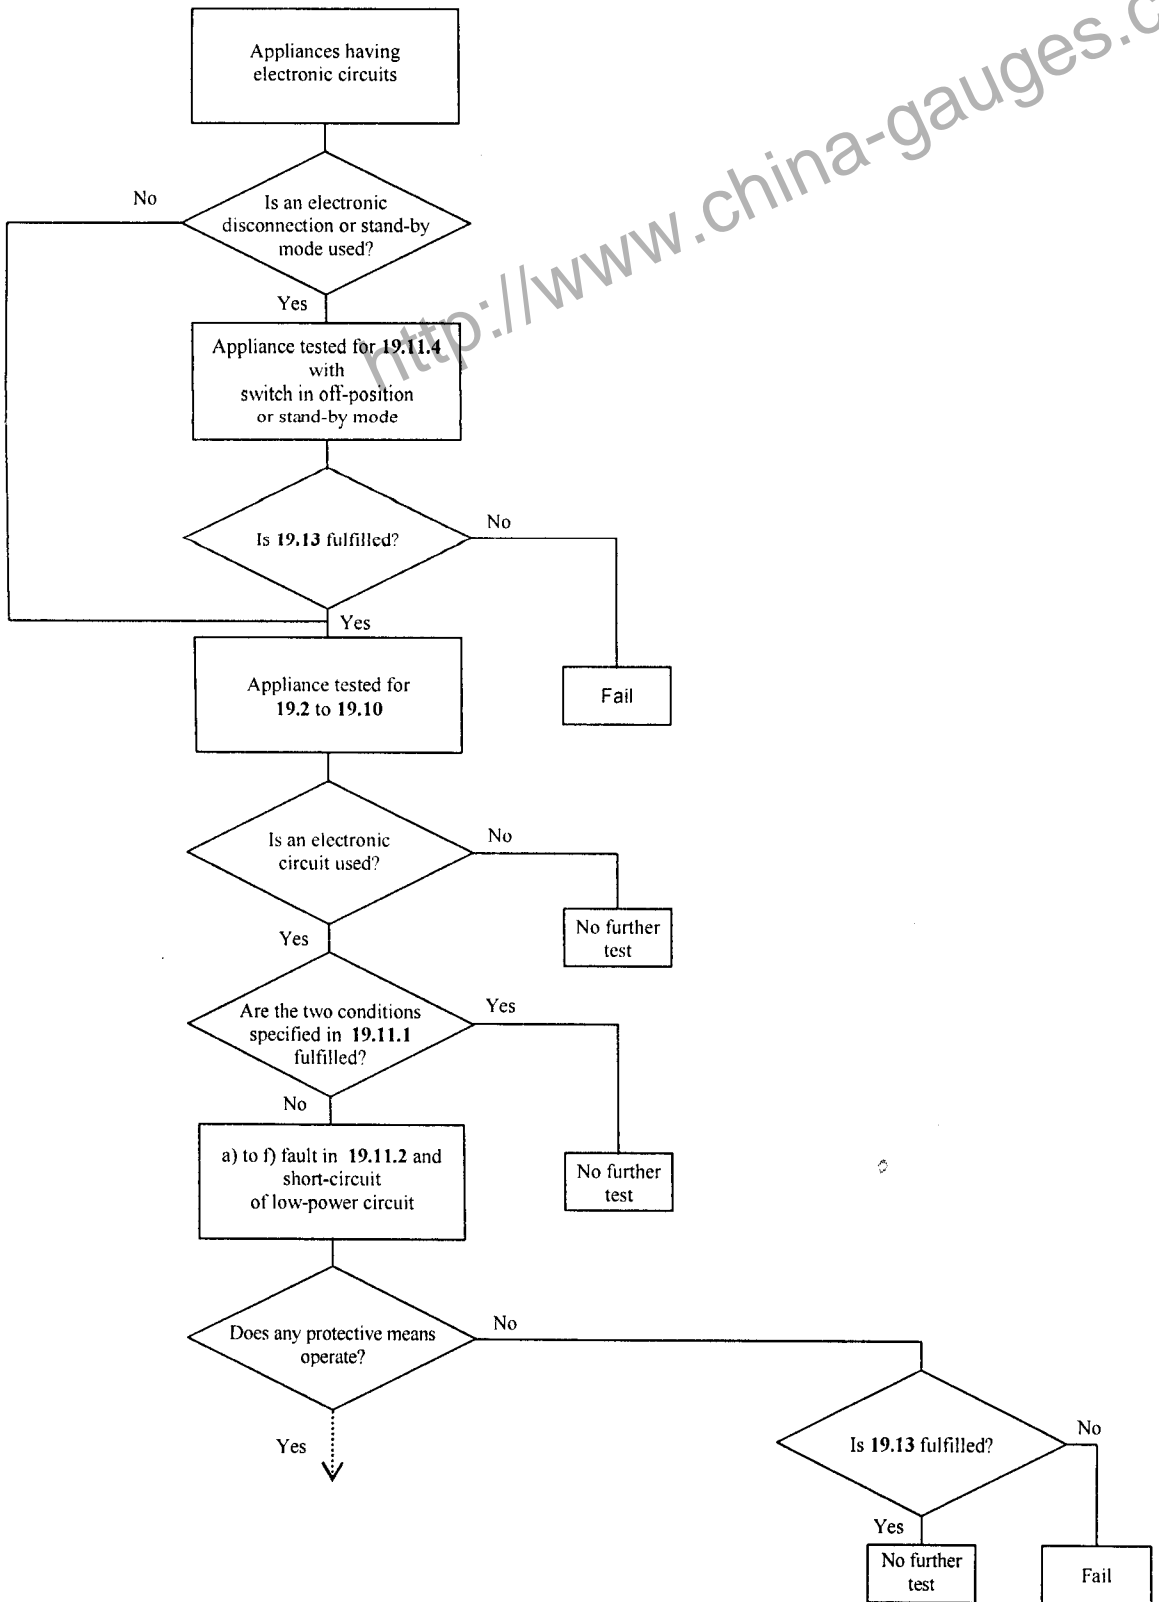 Appliances having
electronic circuits
http://www.china-gauges.c
No
Is an electronic
disconnection or stand-by
mode used?
Yes
Appliance tested for 19.11.4
with
switch in off-position
or stand-by mode
Is 19.13 fulfilled?
No
Yes
Appliance tested for
19.2 to 19.10
Fail
Is an electronic
circuit used?
No
No further
test
Yes
Are the two conditions
specified in 19.11.1
fulfilled?
Yes
No
a) to f) fault in 19.11.2 and
short-circuit
of low-power circuit
No further
test
Does any protective means
operate?
No
Yes
Is 19.13 fulfilled?
No
Yes
No further
test
Fail